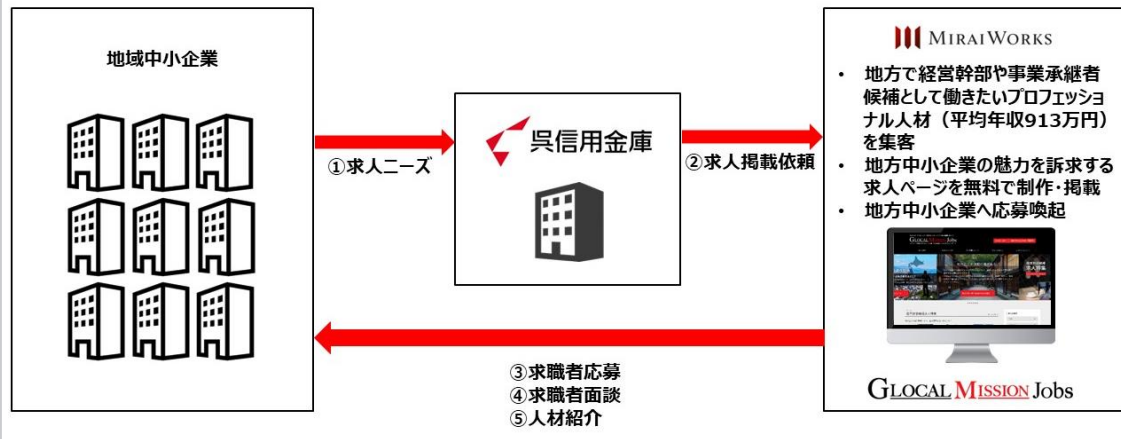 地域中小企業
①求人ニーズ
呉信用金庫
②求人掲載依頼
MIRAIWORKS
• 地方で経営幹部や事業承継者
候補として働きたいプロフェッショ
ナル人材（平均年収913万円）
を集客
• 地方中小企業の魅力を訴求する
求人ページを無料で制作・掲載
• 地方中小企業へ応募喚起
GLOCAL MISSION Jobs
GLOCAL MISSION Jobs
③求職者応募
④求職者面談
⑤人材紹介